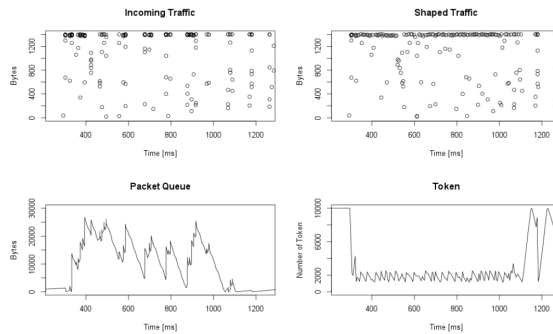 Incoming Traffic
Bytes
0 400 800 1200
400 600 800 1000 1200
Time [ms]
Shaped Traffic
Bytes
0 400 800 1200
400 600 800 1000 1200
Time [ms]
Packet Queue
Bytes
0 10000 20000 30000
400 600 800 1000 1200
Time [ms]
Token
Number of Token
2000 6000 10000
400 600 800 1000 1200
Time [ms]